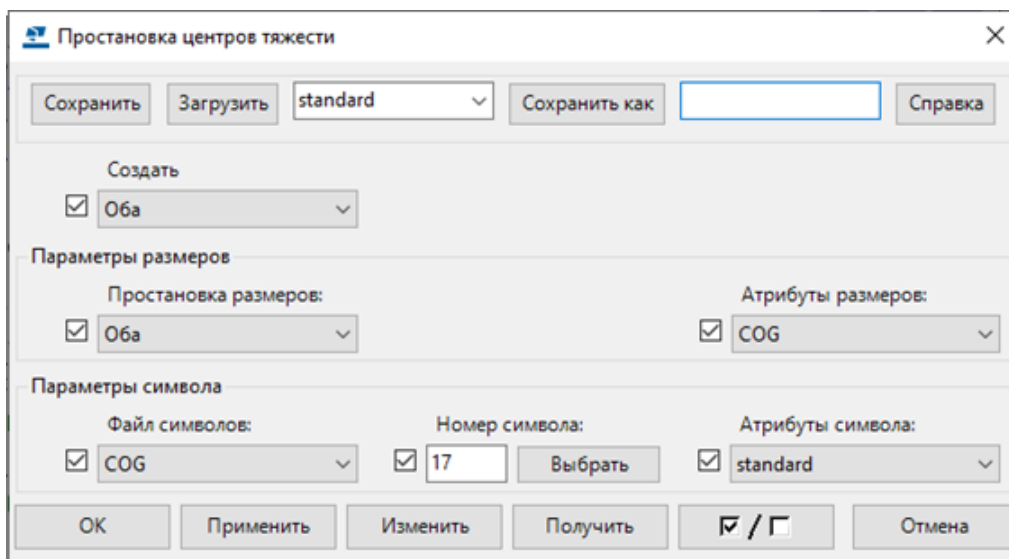 Простановка центров тяжести
Сохранить Загрузить standard Сохранить как Справка
Создать
Оба
Параметры размеров
Простановка размеров: Атрибуты размеров:
Оба COG
Параметры символа
Файл символов: Номер символа: Атрибуты символа:
COG 17 Выбрать standard
ОК Применить Изменить Получить / Отмена